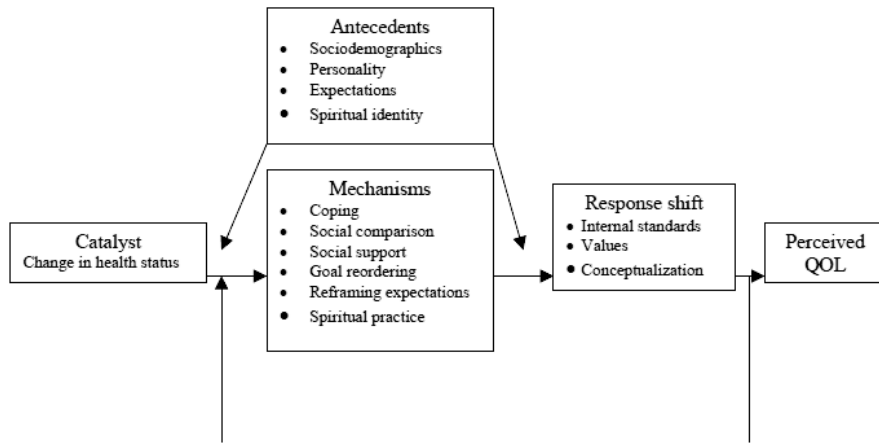 Antecedents
• Sociodemographics
• Personality
• Expectations
• Spiritual identity
Catalyst
Change in health status
Mechanisms
• Coping
• Social comparison
• Social support
• Goal reordering
• Reframing expectations
• Spiritual practice
Response shift
• Internal standards
• Values
• Conceptualization
Perceived
QOL